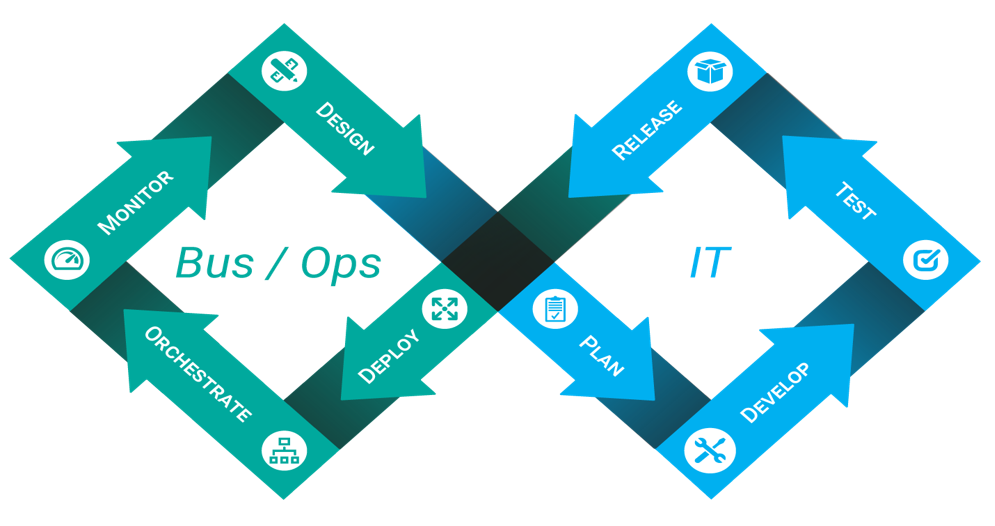 DESIGN
RELEASE
MONITOR
TEST
Bus / Ops
IT
ORCHESTRATE
DEPLOY
PLAN
DEVELOP